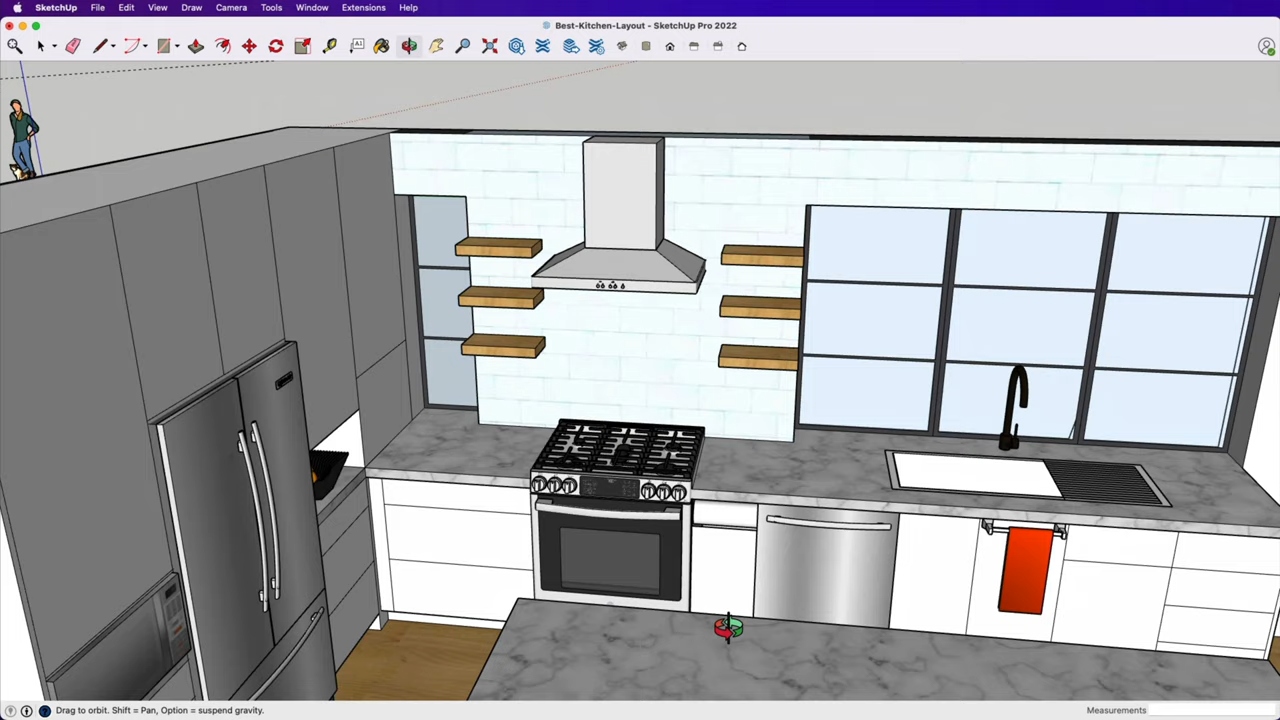 SketchUp File Edit View Draw Camera Tools Window Extensions Help
Best-Kitchen-Layout - SketchUp Pro 2022
A1
Drag to orbit. Shift = Pan, Option = suspend gravity.
Measurements